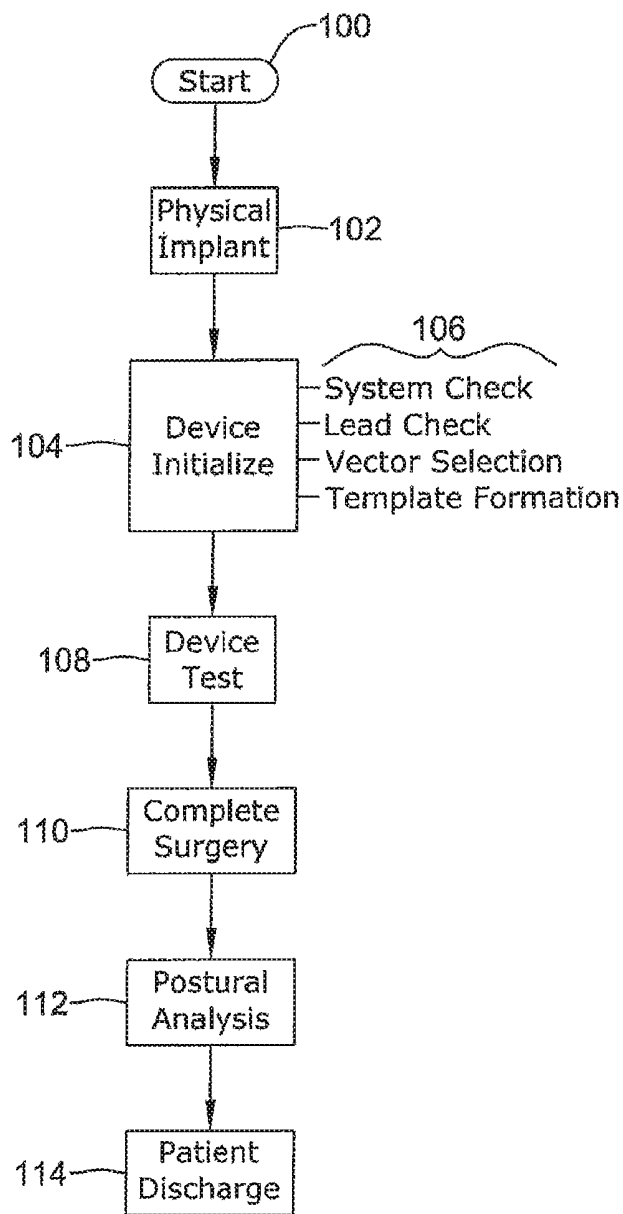 100
Start
Physical
Implant
102
106
System Check
Lead Check
Vector Selection
Template Formation
104
Device
Initialize
108
Device
Test
110
Complete
Surgery
112
Postural
Analysis
114
Patient
Discharge